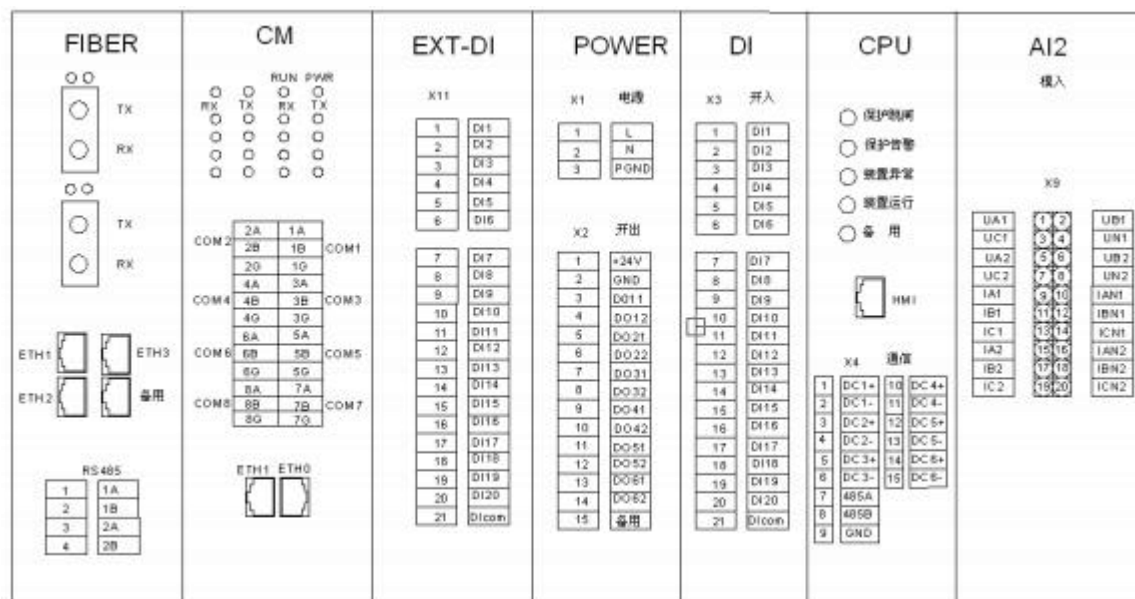 FIBER
TX
RX
TX
RX
ETH1
ETH3
ETH2
备用
RS485
1 1A
2 1B
3 2A
4 2B
CM
RUN PWR
RX TX RX TX
2A 1A
COM2 2B 1B COM1
2G 1G
4A 3A
COM4 4B 3B COM3
4G 3G
6A 5A
COM6 6B 5B COM5
6G 5G
8A 7A
COM8 8B 7B COM7
8G 7G
ETH1 ETH0
EXT-DI
X11
1 DI1
2 DI2
3 DI3
4 DI4
5 DI5
6 DI6
7 DI7
8 DI8
9 DI9
10 DI10
11 DI11
12 DI12
13 DI13
14 DI14
15 DI15
16 DI16
17 DI17
18 DI18
19 DI19
20 DI20
21 DIcom
POWER
X1 电源
1 L
2 N
3 PGND
X2 开出
1 +24V
2 GND
3 DO11
4 DO12
5 DO21
6 DO22
7 DO31
8 DO32
9 DO41
10 DO42
11 DO51
12 DO52
13 DO61
14 DO62
15 备用
DI
X3 开入
1 DI1
2 DI2
3 DI3
4 DI4
5 DI5
6 DI6
7 DI7
8 DI8
9 DI9
10 DI10
11 DI11
12 DI12
13 DI13
14 DI14
15 DI15
16 DI16
17 DI17
18 DI18
19 DI19
20 DI20
21 DIcom
CPU
保护跳闸
保护告警
装置异常
装置运行
备 用
HMI
X4 通信
1 DC1+ 10 DC4+
2 DC1- 11 DC4-
3 DC2+ 12 DC5+
4 DC2- 13 DC5-
5 DC3+ 14 DC6+
6 DC3- 15 DC6-
7 485A
8 485B
9 GND
AI2
模入
X9
UA1 1 2 UB1
UC1 3 4 UN1
UA2 5 6 UB2
UC2 7 8 UN2
IA1 9 10 IAN1
IB1 11 12 IBN1
IC1 13 14 ICN1
IA2 15 16 IAN2
IB2 17 18 IBN2
IC2 19 20 ICN2